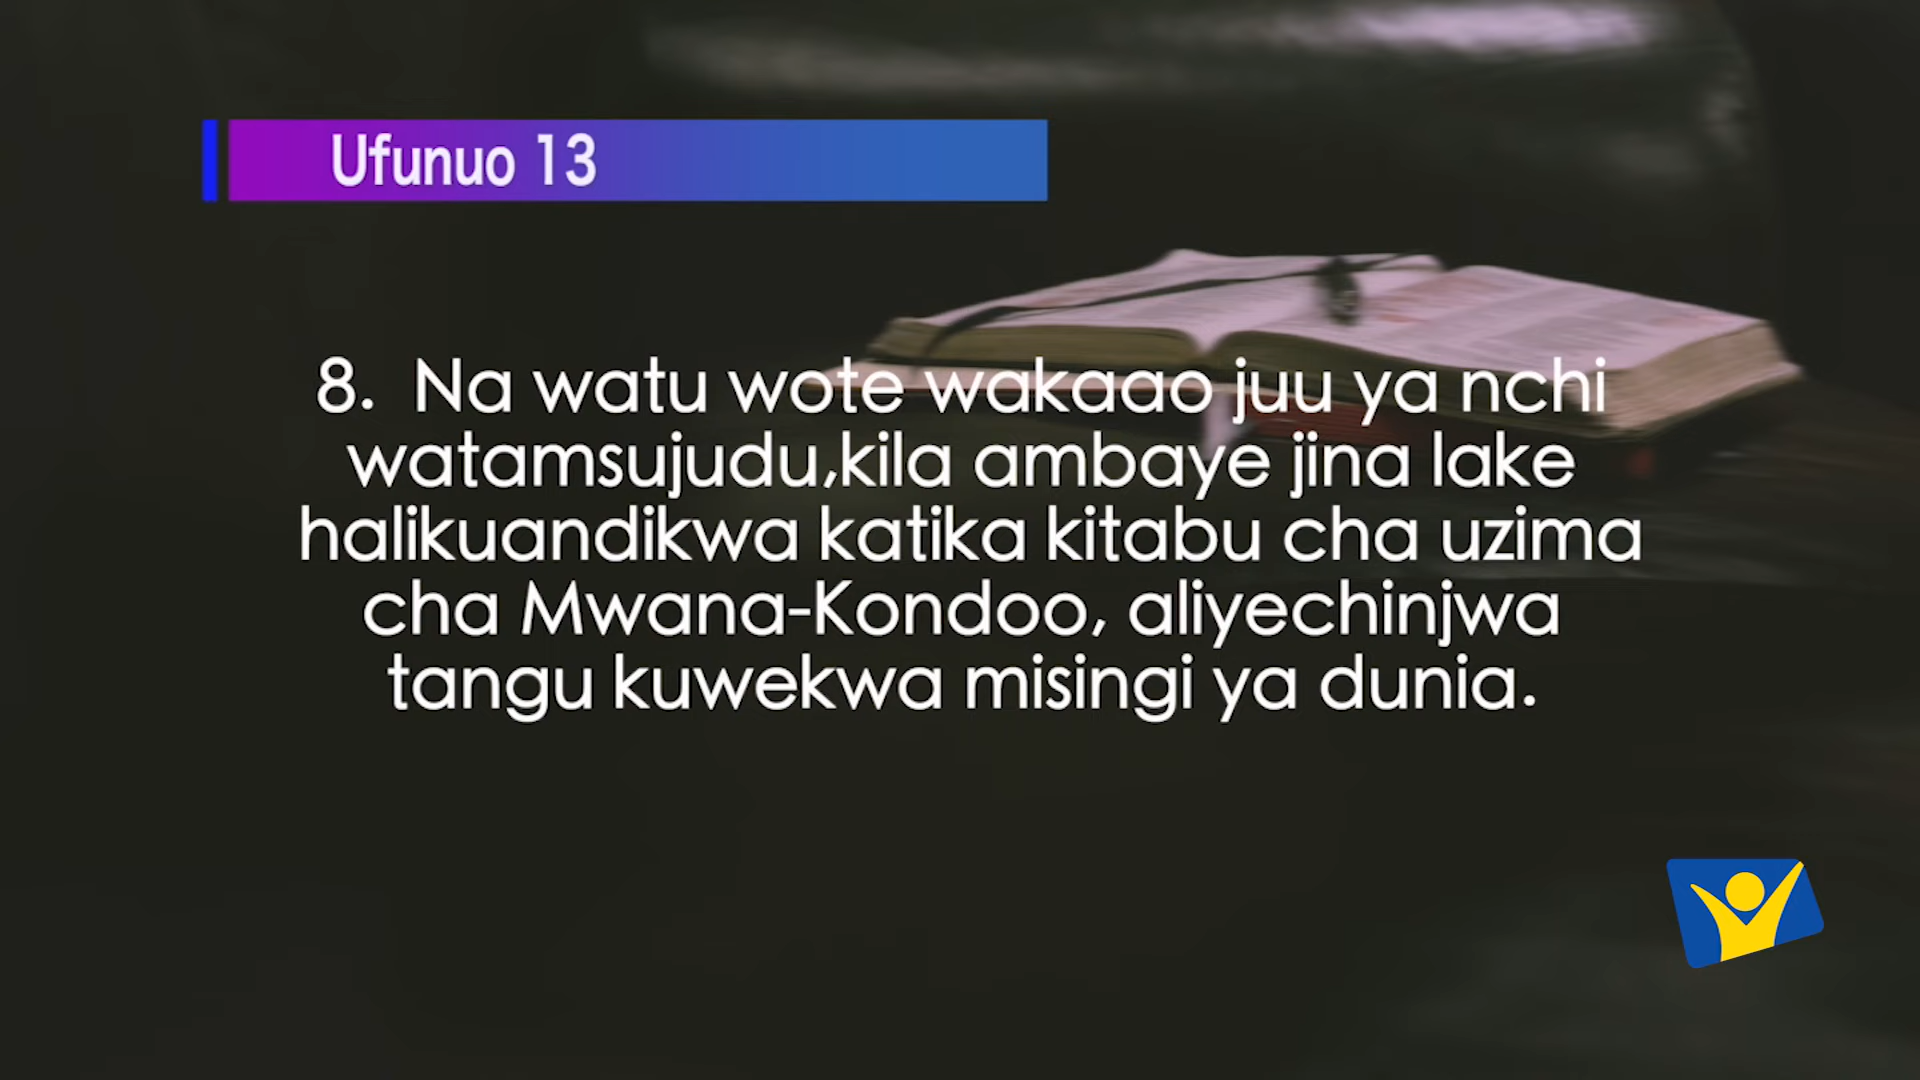 Ufunuo 13
8. Na watu wote wakaao juu ya nchi
watamsujudu,kila ambaye jina lake
halikuandikwa katika kitabu cha uzima
cha Mwana-Kondoo, aliyechinjwa
tangu kuwekwa misingi ya dunia.